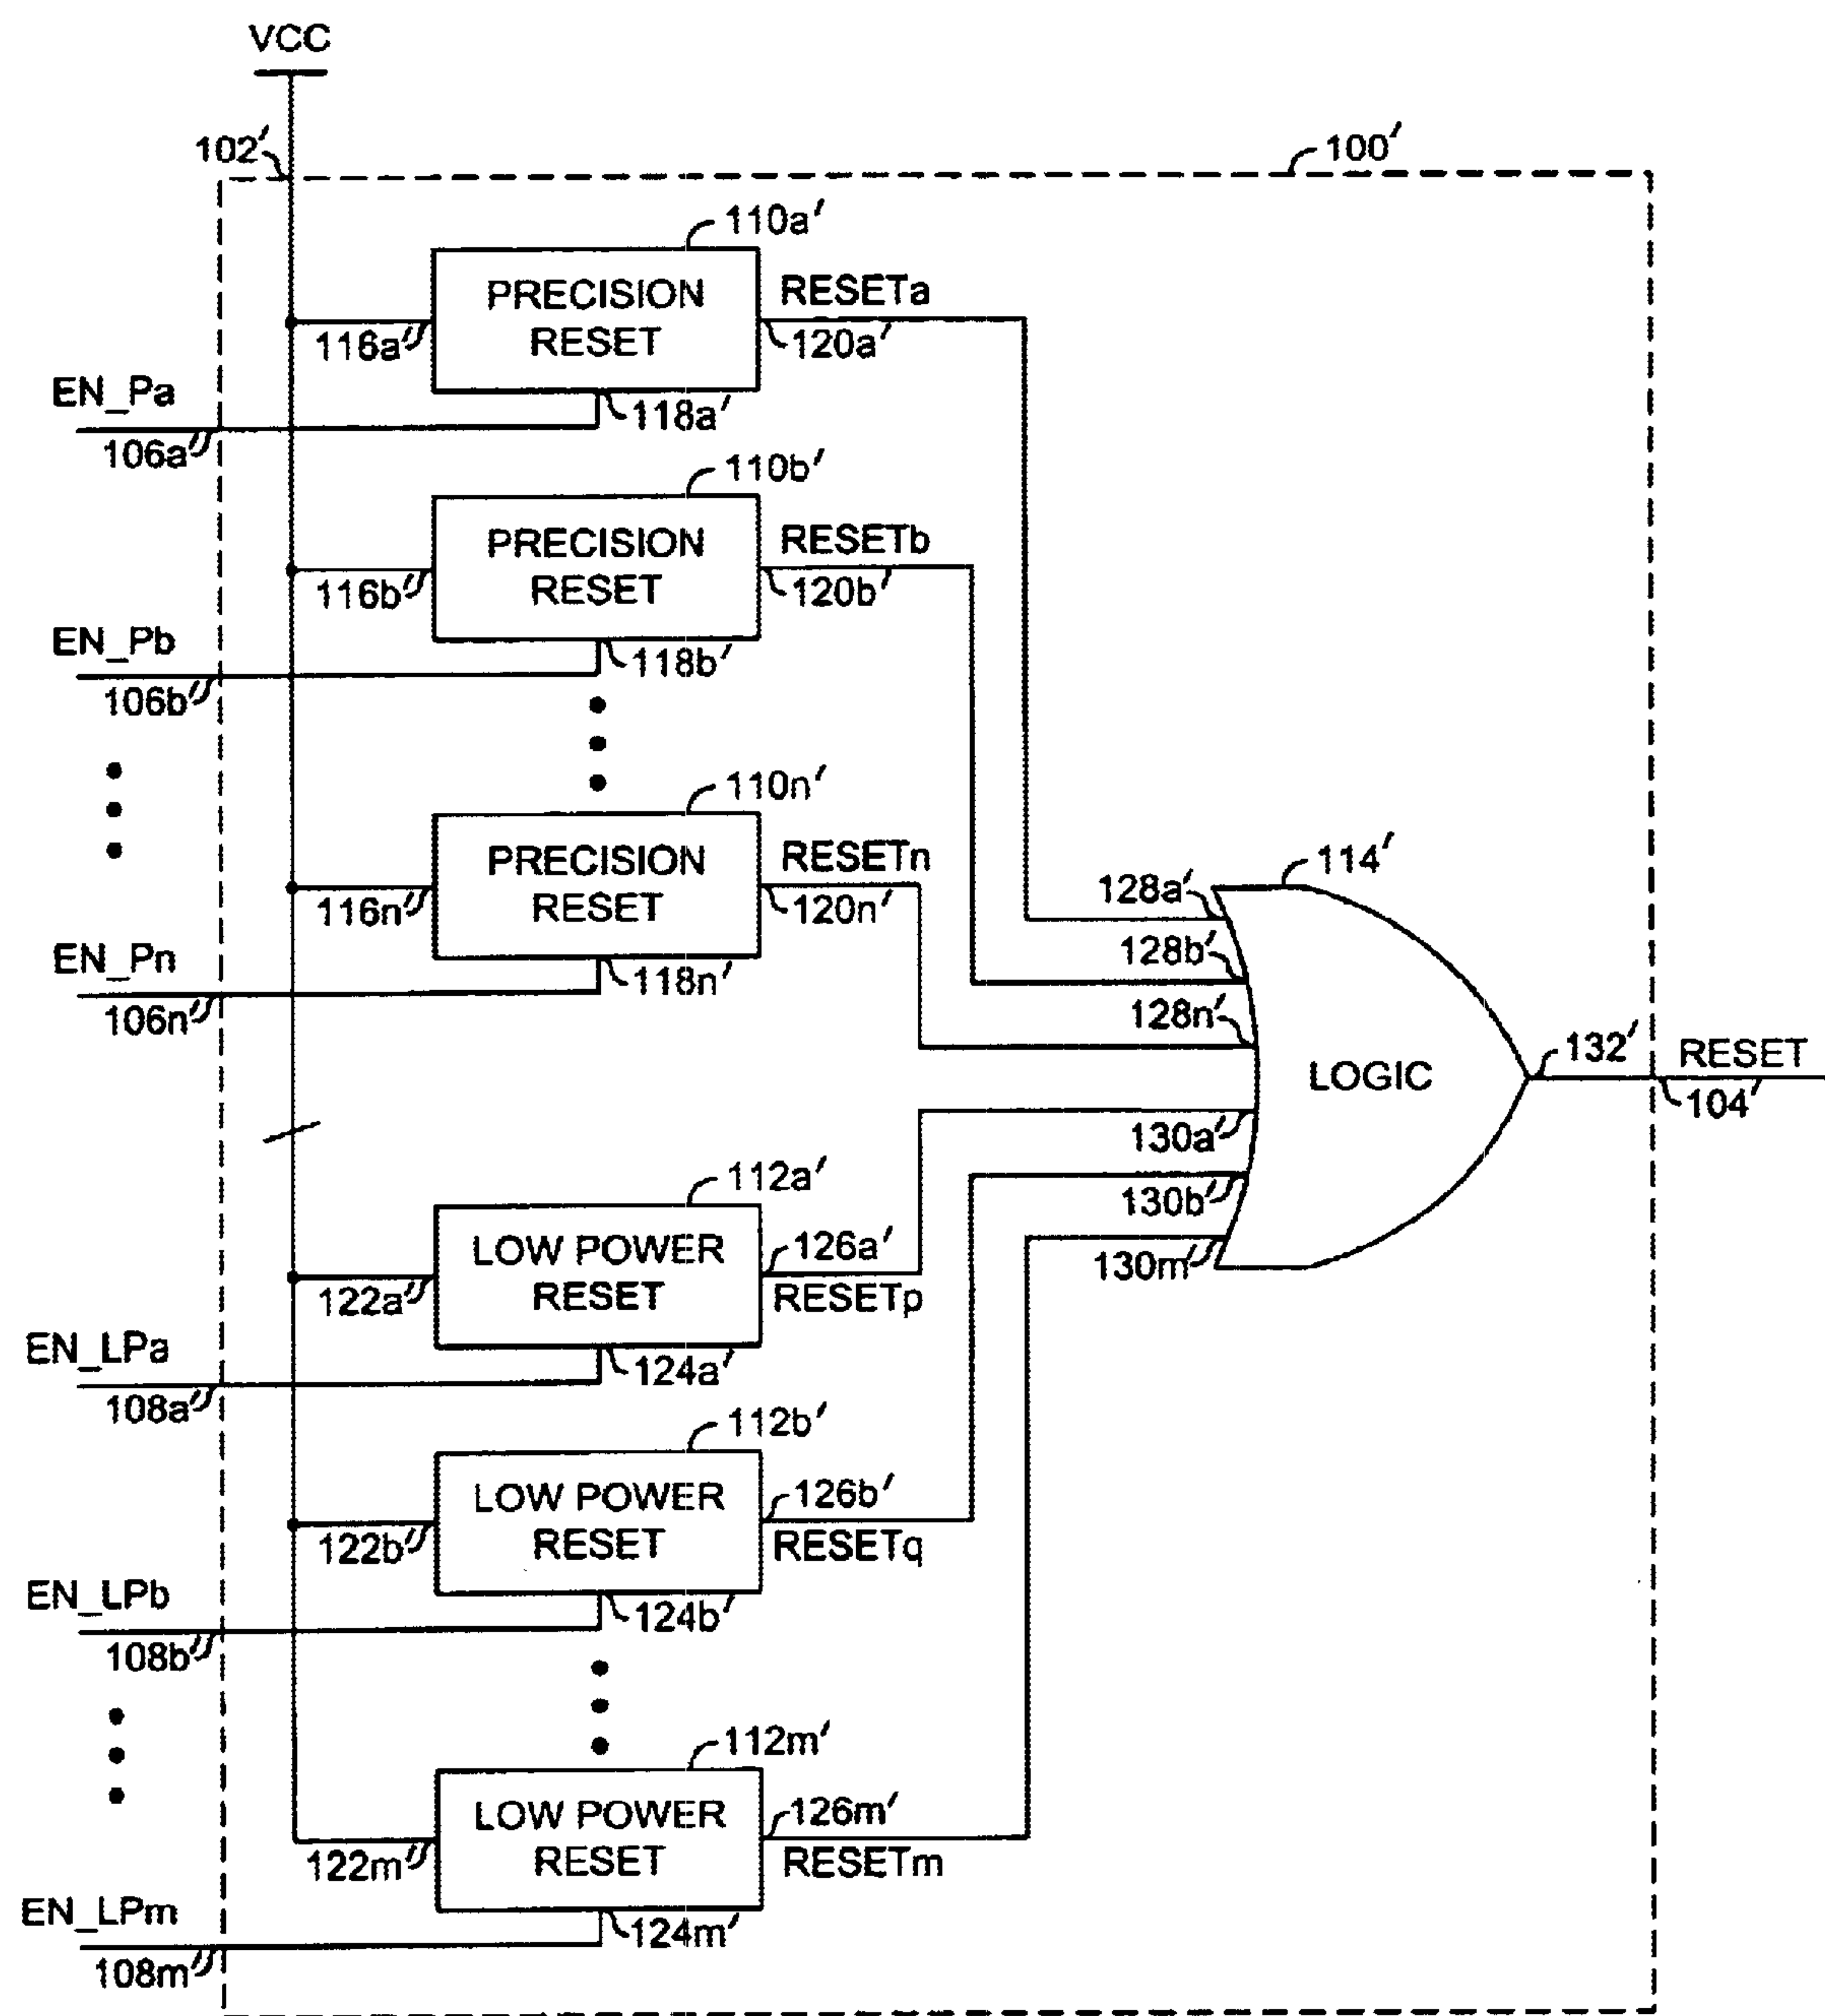 VCC
102'
100'
110a'
PRECISION
RESET
RESETa
116a'
120a'
EN_Pa
118a'
106a'
110b'
PRECISION
RESET
RESETb
116b'
120b'
EN_Pb
118b'
106b'
110n'
PRECISION
RESET
RESETn
116n'
120n'
EN_Pn
118n'
106n'
114'
128a'
128b'
128n'
LOGIC
132'
RESET
104'
130a'
130b'
130m'
112a'
LOW POWER
RESET
126a'
RESETp
122a'
EN_LPa
124a'
108a'
112b'
LOW POWER
RESET
126b'
RESETq
122b'
EN_LPb
124b'
108b'
112m'
LOW POWER
RESET
126m'
RESETm
122m'
EN_LPm
124m'
108m'